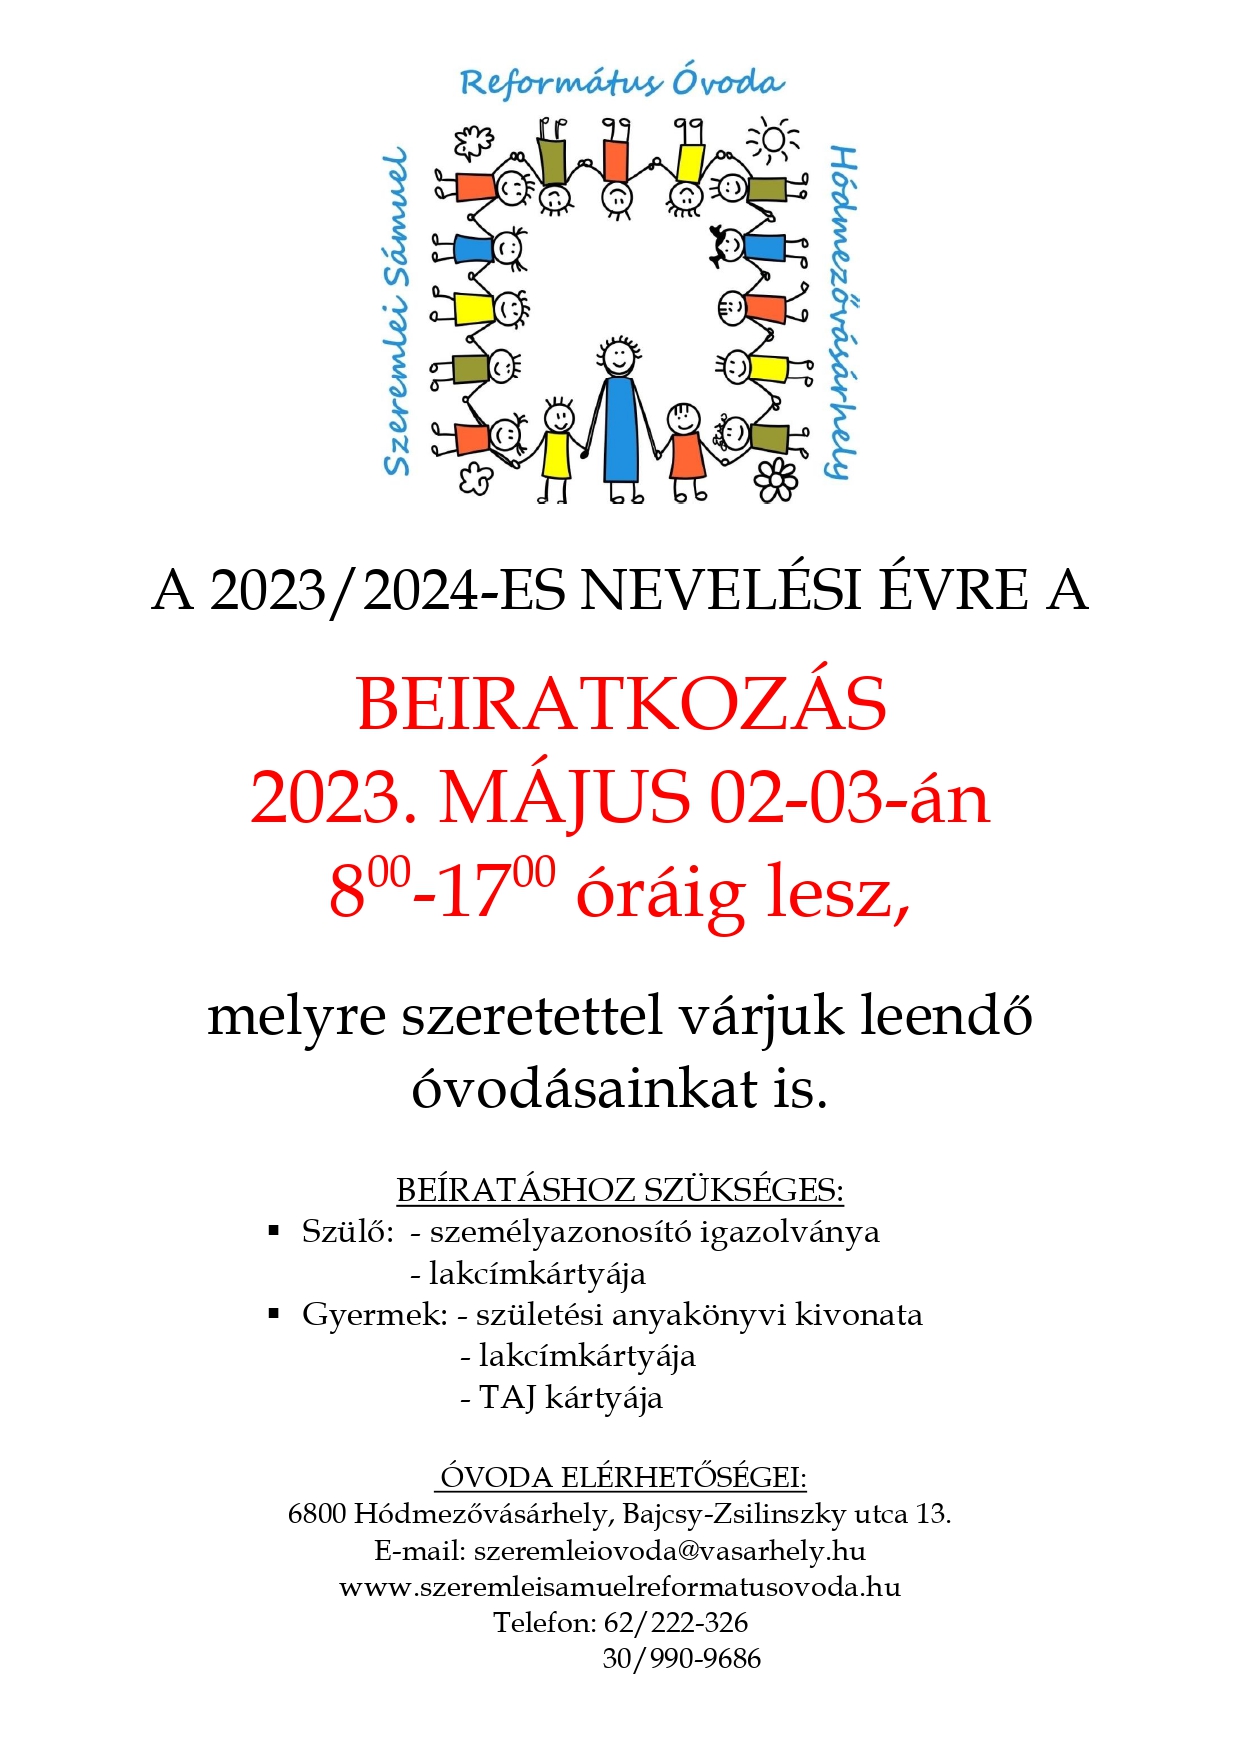 Református Óvoda
Szeremlei Sámuel
Hódmezővásárhely
A 2023/2024-ES NEVELÉSI ÉVRE A
BEIRATKOZÁS
2023. MÁJUS 02-03-án
8⁰⁰-17⁰⁰ óráig lesz,
melyre szeretettel várjuk leendő
óvodásainkat is.
BEÍRATÁSHOZ SZÜKSÉGES:
▪ Szülő: - személyazonosító igazolványa
- lakcímkártyája
▪ Gyermek: - születési anyakönyvi kivonata
- lakcímkártyája
- TAJ kártyája
ÓVODA ELÉRHETŐSÉGEI:
6800 Hódmezővásárhely, Bajcsy-Zsilinszky utca 13.
E-mail: szeremleiovoda@vasarhely.hu
www.szeremleisamuelreformatusovoda.hu
Telefon: 62/222-326
30/990-9686